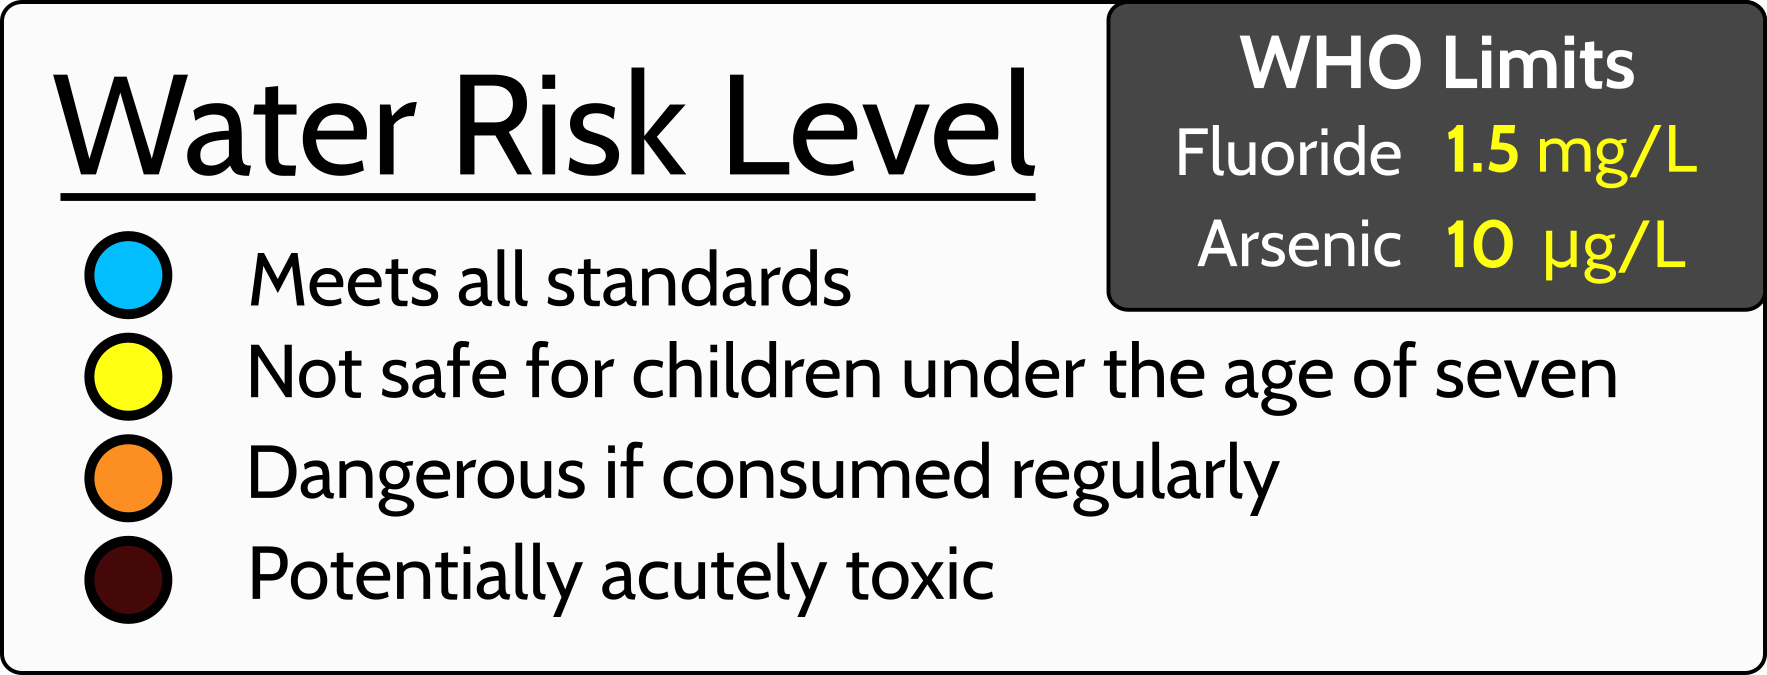 Water Risk Level
WHO Limits
Fluoride 1.5 mg/L
Arsenic 10 µg/L
Meets all standards
Not safe for children under the age of seven
Dangerous if consumed regularly
Potentially acutely toxic